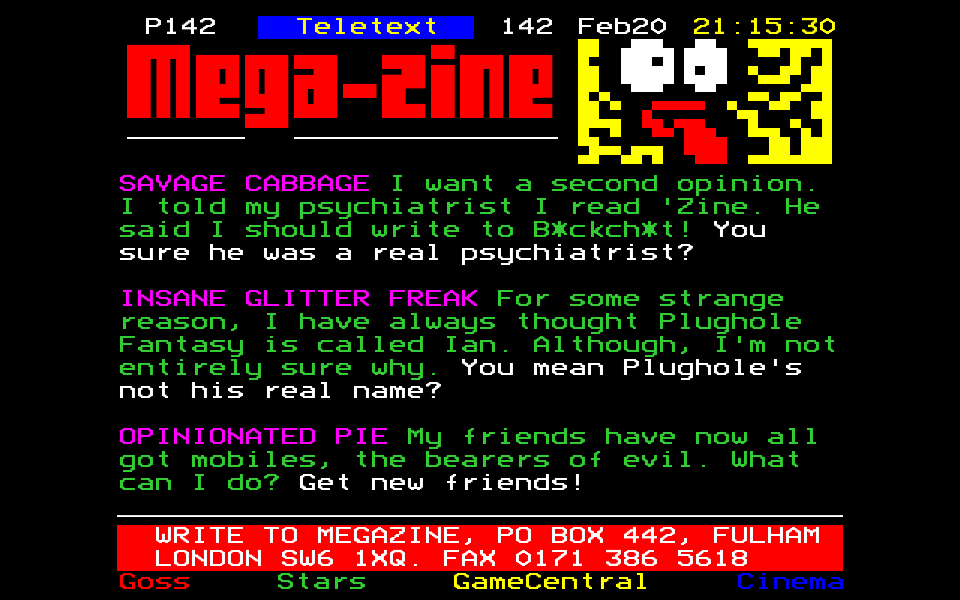 P142 Teletext 142 Feb20 21:15:30
Mega-zine
SAVAGE CABBAGE I want a second opinion.
I told my psychiatrist I read 'Zine. He
said I should write to B*ckch*t! You
sure he was a real psychiatrist?
INSANE GLITTER FREAK For some strange
reason, I have always thought Plughole
Fantasy is called Ian. Although, I'm not
entirely sure why. You mean Plughole's
not his real name?
OPINIONATED PIE My friends have now all
got mobiles, the bearers of evil. What
can I do? Get new friends!
WRITE TO MEGAZINE, PO BOX 442, FULHAM
LONDON SW6 1XQ. FAX 0171 386 5618
Goss Stars GameCentral Cinema